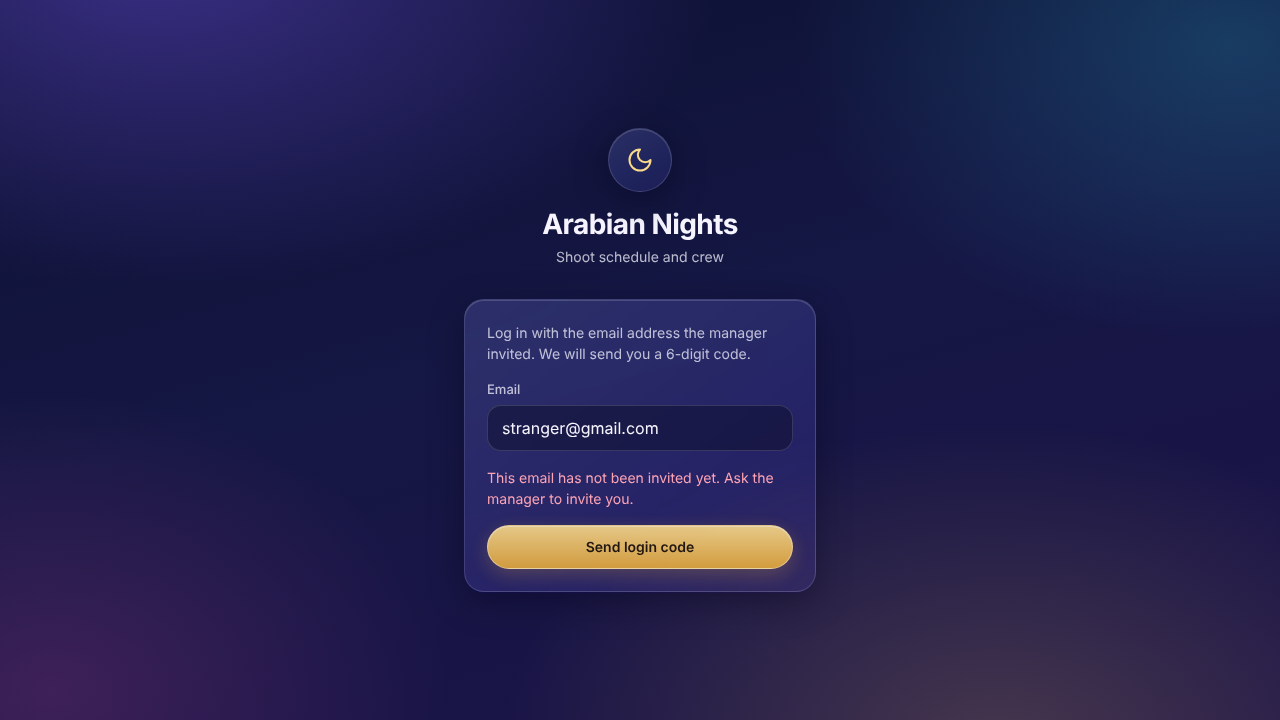 Arabian Nights
Shoot schedule and crew
Log in with the email address the manager
invited. We will send you a 6-digit code.
Email
stranger@gmail.com
This email has not been invited yet. Ask the
manager to invite you.
Send login code